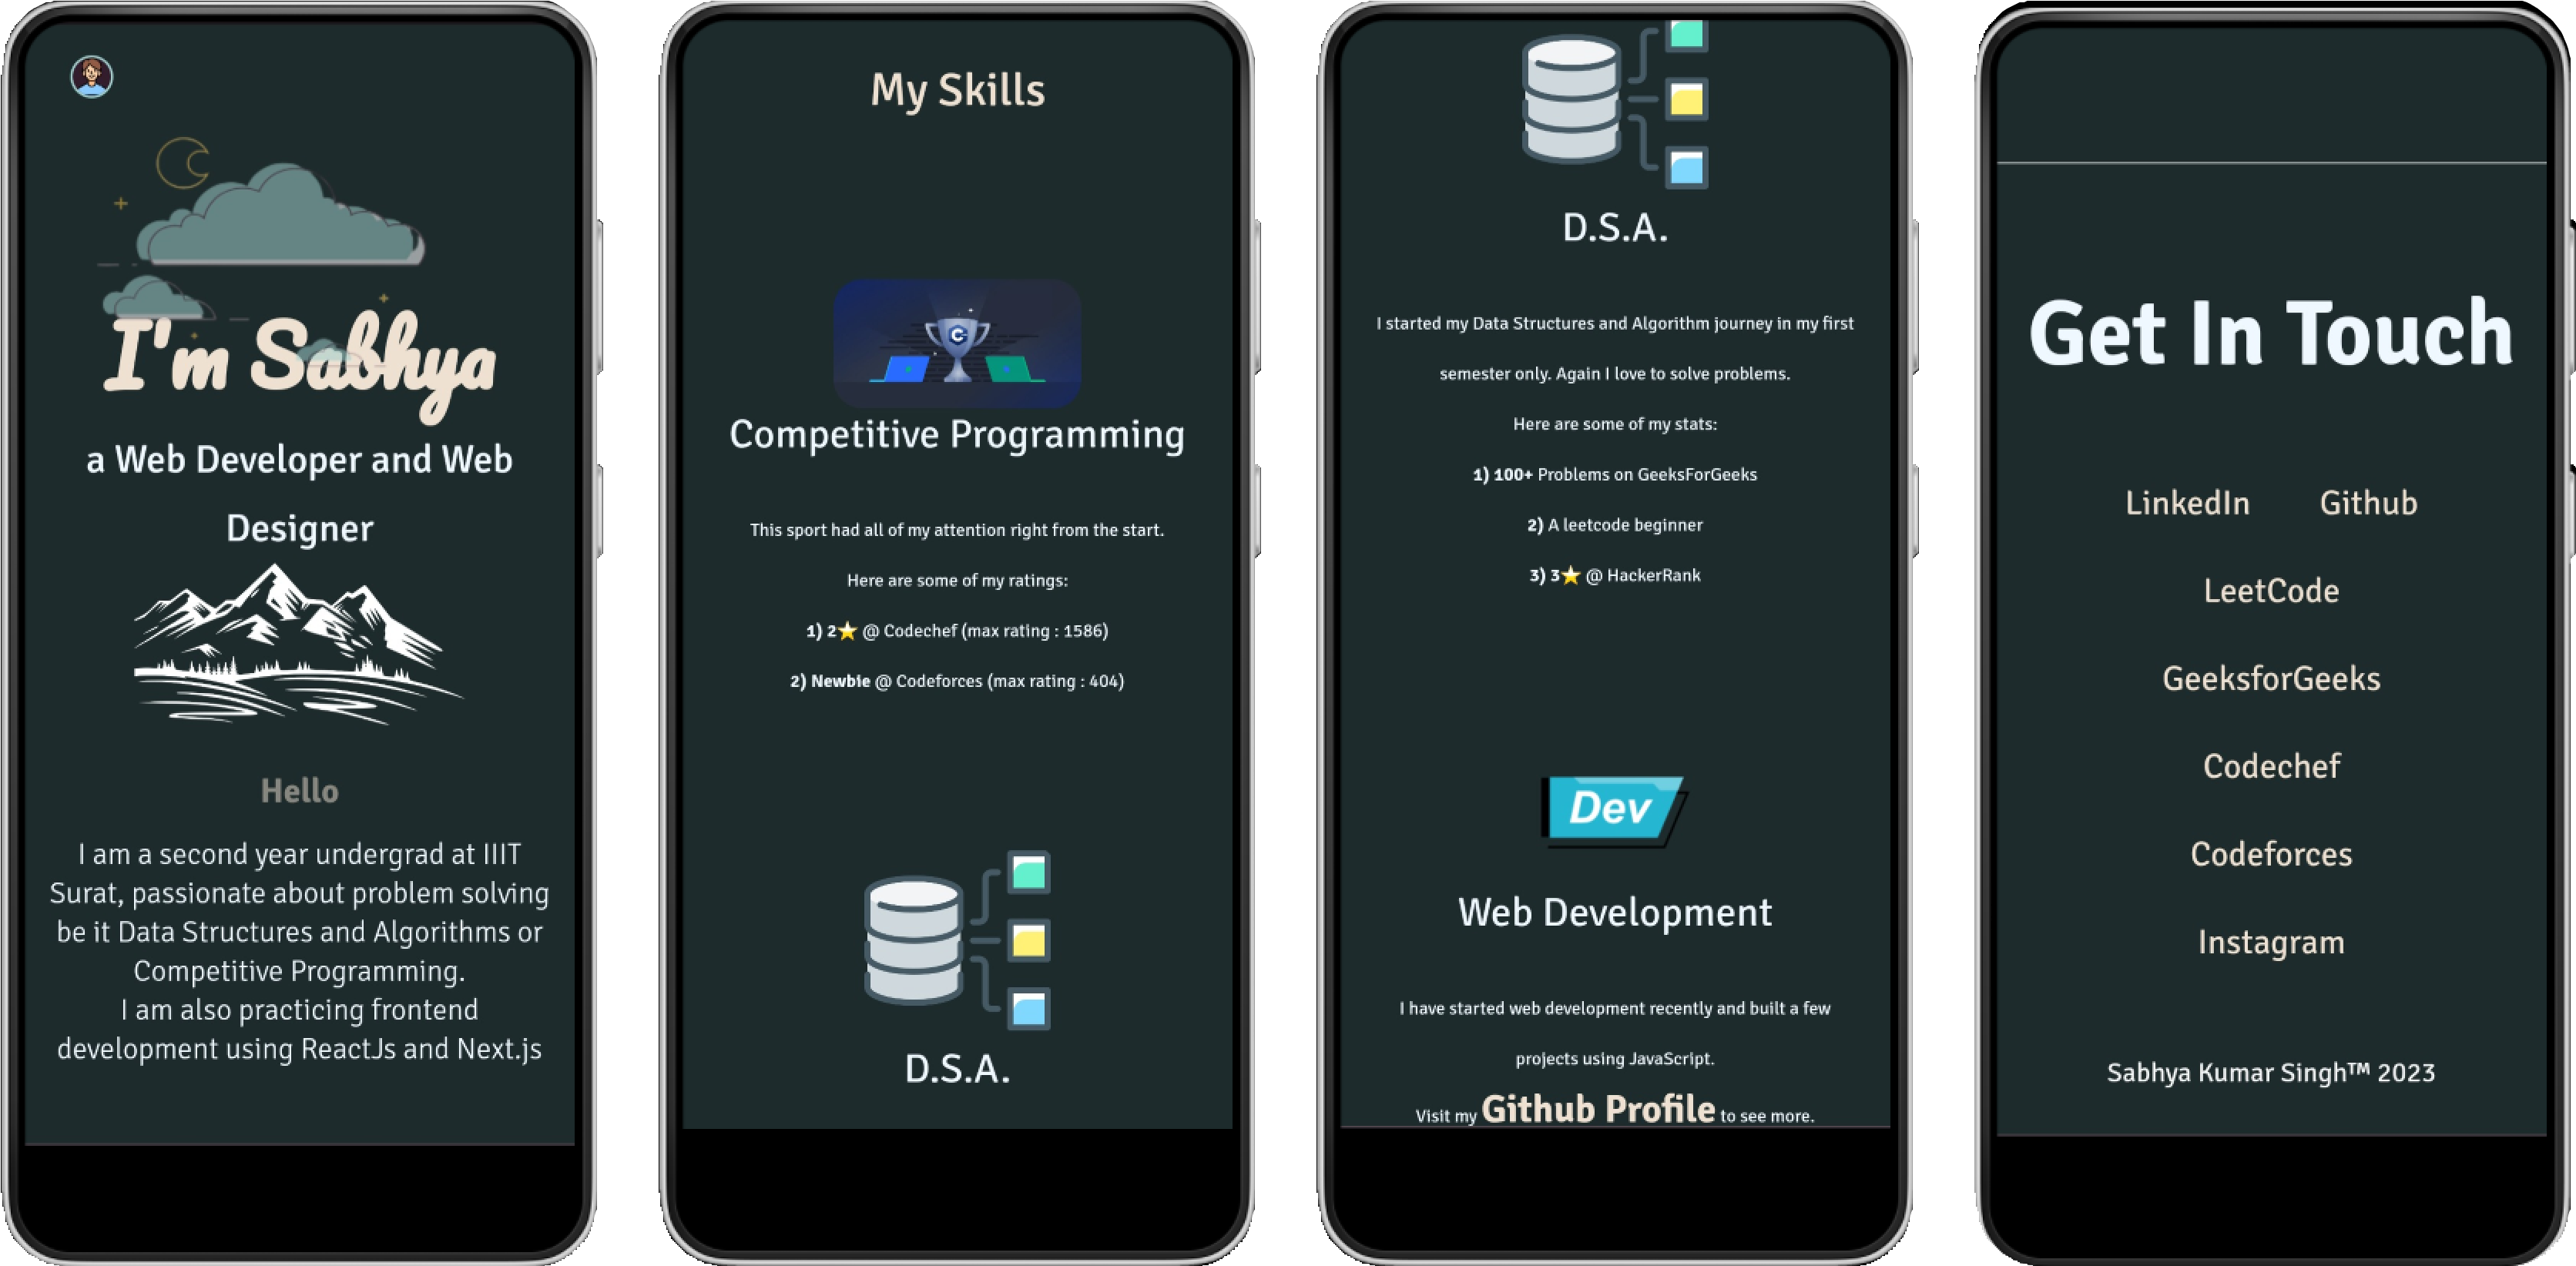 I'm Sabhya
a Web Developer and Web
Designer
Hello
I am a second year undergrad at IIIT
Surat, passionate about problem solving
be it Data Structures and Algorithms or
Competitive Programming.
I am also practicing frontend
development using ReactJs and Next.js
My Skills
C
Competitive Programming
This sport had all of my attention right from the start.
Here are some of my ratings:
1) 2⭐ @ Codechef (max rating : 1586)
2) Newbie @ Codeforces (max rating : 404)
D.S.A.
D.S.A.
I started my Data Structures and Algorithm journey in my first
semester only. Again I love to solve problems.
Here are some of my stats:
1) 100+ Problems on GeeksForGeeks
2) A leetcode beginner
3) 3⭐ @ HackerRank
Dev
Web Development
I have started web development recently and built a few
projects using JavaScript.
Visit my Github Profile to see more.
Get In Touch
LinkedIn Github
LeetCode
GeeksforGeeks
Codechef
Codeforces
Instagram
Sabhya Kumar Singh™ 2023